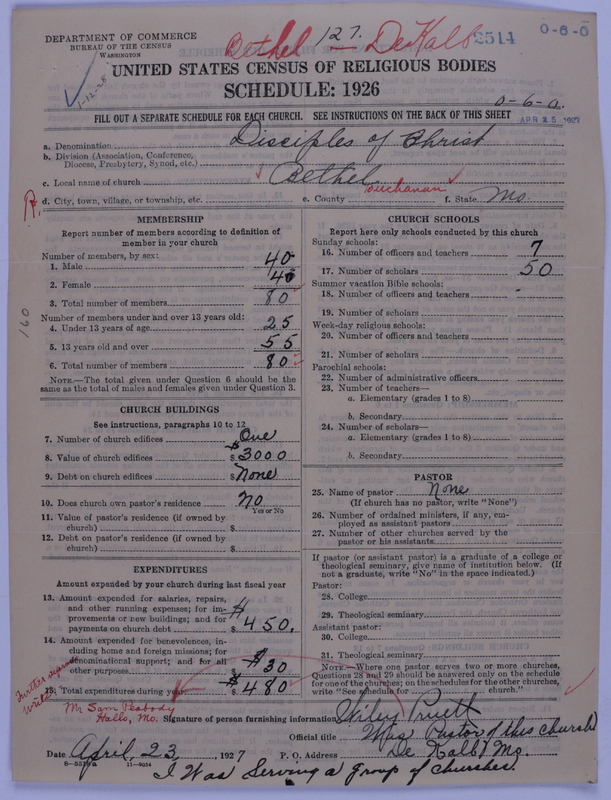 DEPARTMENT OF COMMERCE
BUREAU OF THE CENSUS
WASHINGTON
Bethel 127. DeKalb 2514
0-6-0
1-12-28
UNITED STATES CENSUS OF RELIGIOUS BODIES
SCHEDULE: 1926
0-6-0.
FILL OUT A SEPARATE SCHEDULE FOR EACH CHURCH. SEE INSTRUCTIONS ON THE BACK OF THIS SHEET
APR 25 1927
a. Denomination Disciples of Christ
b. Division (Association, Conference, Diocese, Presbytery, Synod, etc.)
c. Local name of church Bethel
d. City, town, village, or township, etc. e. County Buchanan f. State Mo.
R.
160
MEMBERSHIP
Report number of members according to definition of
member in your church
Number of members, by sex:
1. Male 40
2. Female 40
3. Total number of members 80
Number of members under and over 13 years old:
4. Under 13 years of age 25
5. 13 years old and over 55
6. Total number of members 80
NOTE.—The total given under Question 6 should be the
same as the total of males and females given under Question 3.
CHURCH BUILDINGS
See instructions, paragraphs 10 to 12
7. Number of church edifices One
8. Value of church edifices $ 3000
9. Debt on church edifices $ None
10. Does church own pastor's residence No
Yes or No
11. Value of pastor's residence (if owned by
church) $
12. Debt on pastor's residence (if owned by
church) $
EXPENDITURES
Amount expended by your church during last fiscal year
13. Amount expended for salaries, repairs,
and other running expenses; for im-
provements or new buildings; and for
payments on church debt $ 450.
14. Amount expended for benevolences, in-
cluding home and foreign missions; for
denominational support; and for all
other purposes $30
15. Total expenditures during year $ 480
CHURCH SCHOOLS
Report here only schools conducted by this church
Sunday schools:
16. Number of officers and teachers 7
17. Number of scholars 50
Summer vacation Bible schools:
18. Number of officers and teachers
19. Number of scholars
Week-day religious schools:
20. Number of officers and teachers
21. Number of scholars
Parochial schools:
22. Number of administrative officers
23. Number of teachers—
a. Elementary (grades 1 to 8)
b. Secondary
24. Number of scholars—
a. Elementary (grades 1 to 8)
b. Secondary
PASTOR
25. Name of pastor None
(If church has no pastor, write "None")
26. Number of ordained ministers, if any, em-
ployed as assistant pastors
27. Number of other churches served by the
pastor or his assistants
If pastor (or assistant pastor) is a graduate of a college or
theological seminary, give name of institution below. (If
not a graduate, write "No" in the space indicated.)
Pastor:
28. College
29. Theological seminary
Assistant pastor:
30. College
31. Theological seminary
NOTE.—Where one pastor serves two or more churches,
Questions 28 and 29 should be answered only on the schedule
for one of the churches; on the schedules for the other churches,
write "See schedule for church."
Mr Sam Peabody
Halls, Mo.
Signature of person furnishing information Wiley Pruett
Official title Was Pastor of this church
Date April, 23, 1927 P. O. Address De Kalb Mo.
8-5519a 11-9054
I Was Serving a Group of churches.